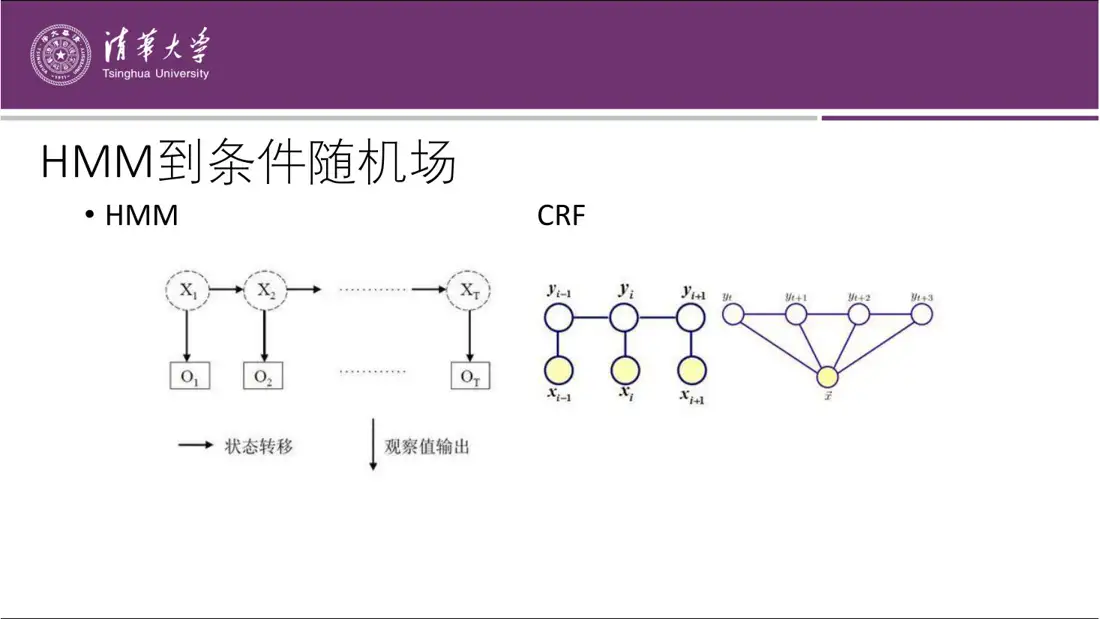 清华大学
Tsinghua University
HMM到条件随机场
• HMM
CRF
X1 X2 ············ XT
O1 O2 ············ OT
状态转移 观察值输出
yi-1 yi yi+1
xi-1 xi xi+1
yt yt+1 yt+2 yt+3
x⃗